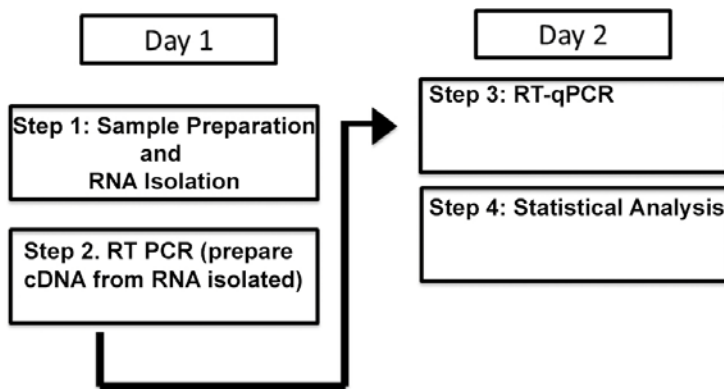 Day 1
Step 1: Sample Preparation
and
RNA Isolation
Step 2. RT PCR (prepare
cDNA from RNA isolated)
Day 2
Step 3: RT-qPCR
Step 4: Statistical Analysis